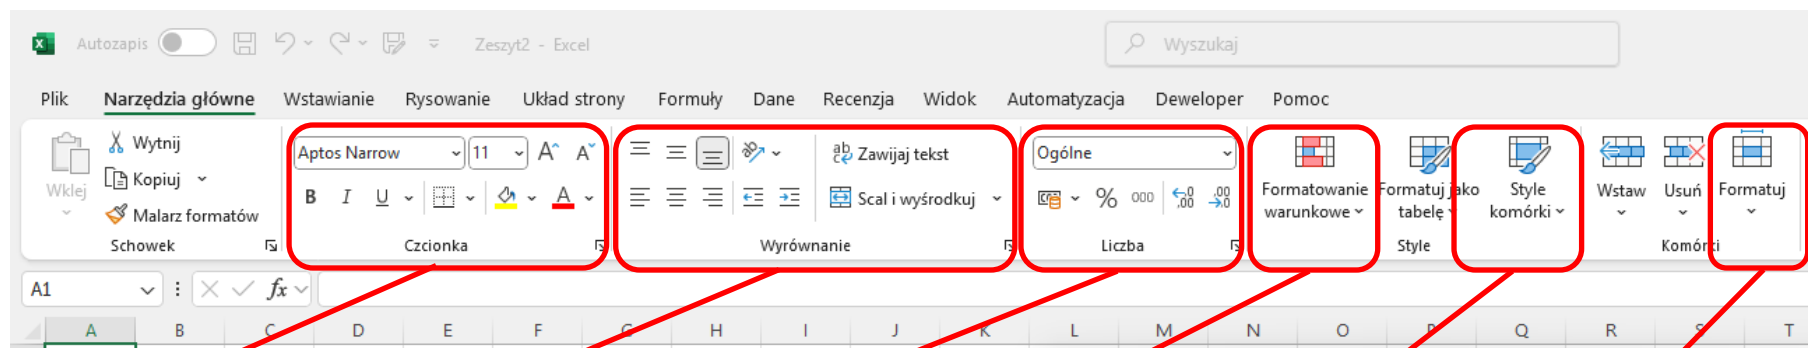 Autozapis Zeszyt2 - Excel Wyszukaj
Plik Narzędzia główne Wstawianie Rysowanie Układ strony Formuły Dane Recenzja Widok Automatyzacja Deweloper Pomoc
Wklej
Wytnij
Kopiuj
Malarz formatów
Schowek
Aptos Narrow 11 A A
B I U A
Czcionka
ab Zawijaj tekst
Scal i wyśrodkuj
Wyrównanie
Ogólne
% 000
Liczba
Formatowanie
warunkowe
Formatuj jako
tabelę
Style
komórki
Style
Wstaw
Usuń
Formatuj
Komórki
A1 fx
A B C D E F G H I J K L M N O P Q R S T